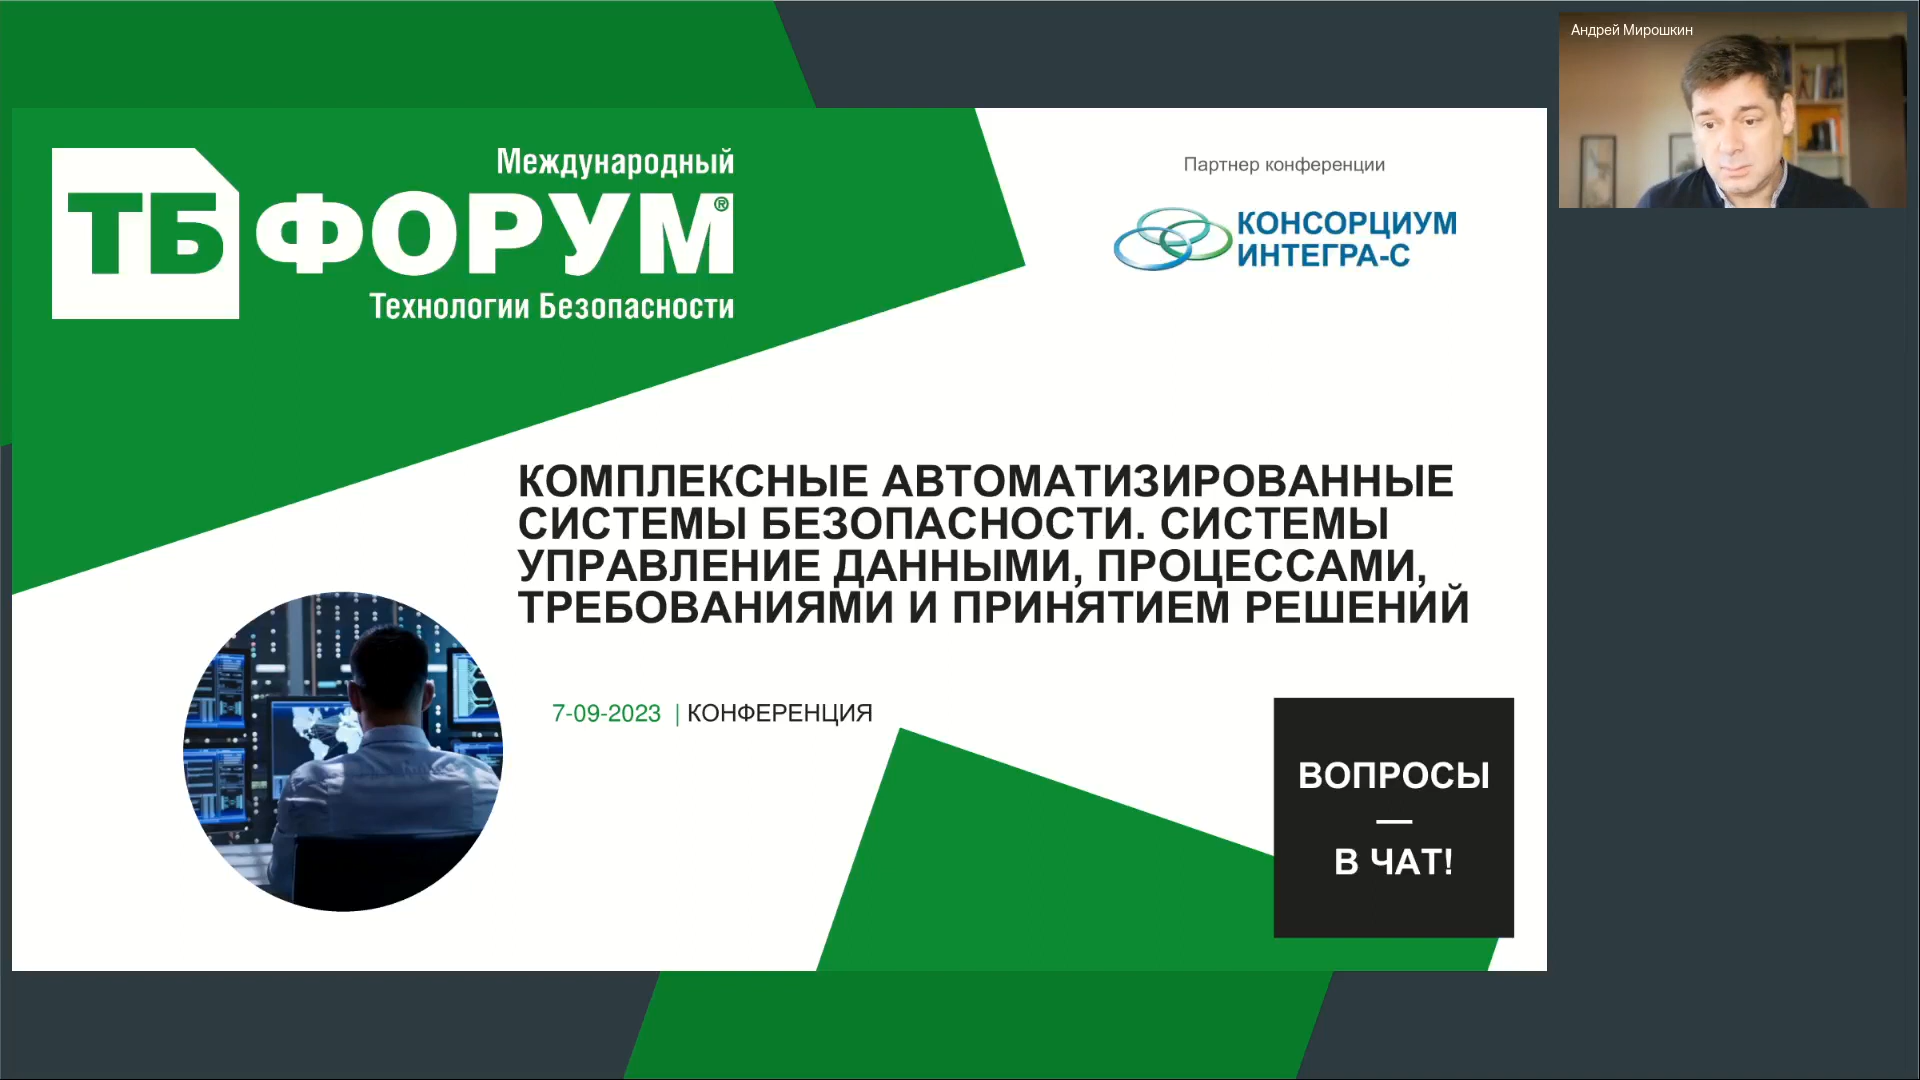 Андрей Мирошкин
Международный
ТБ ФОРУМ®
Технологии Безопасности
Партнер конференции
КОНСОРЦИУМ
ИНТЕГРА-С
КОМПЛЕКСНЫЕ АВТОМАТИЗИРОВАННЫЕ
СИСТЕМЫ БЕЗОПАСНОСТИ. СИСТЕМЫ
УПРАВЛЕНИЕ ДАННЫМИ, ПРОЦЕССАМИ,
ТРЕБОВАНИЯМИ И ПРИНЯТИЕМ РЕШЕНИЙ
7-09-2023 | КОНФЕРЕНЦИЯ
ВОПРОСЫ
—
В ЧАТ!